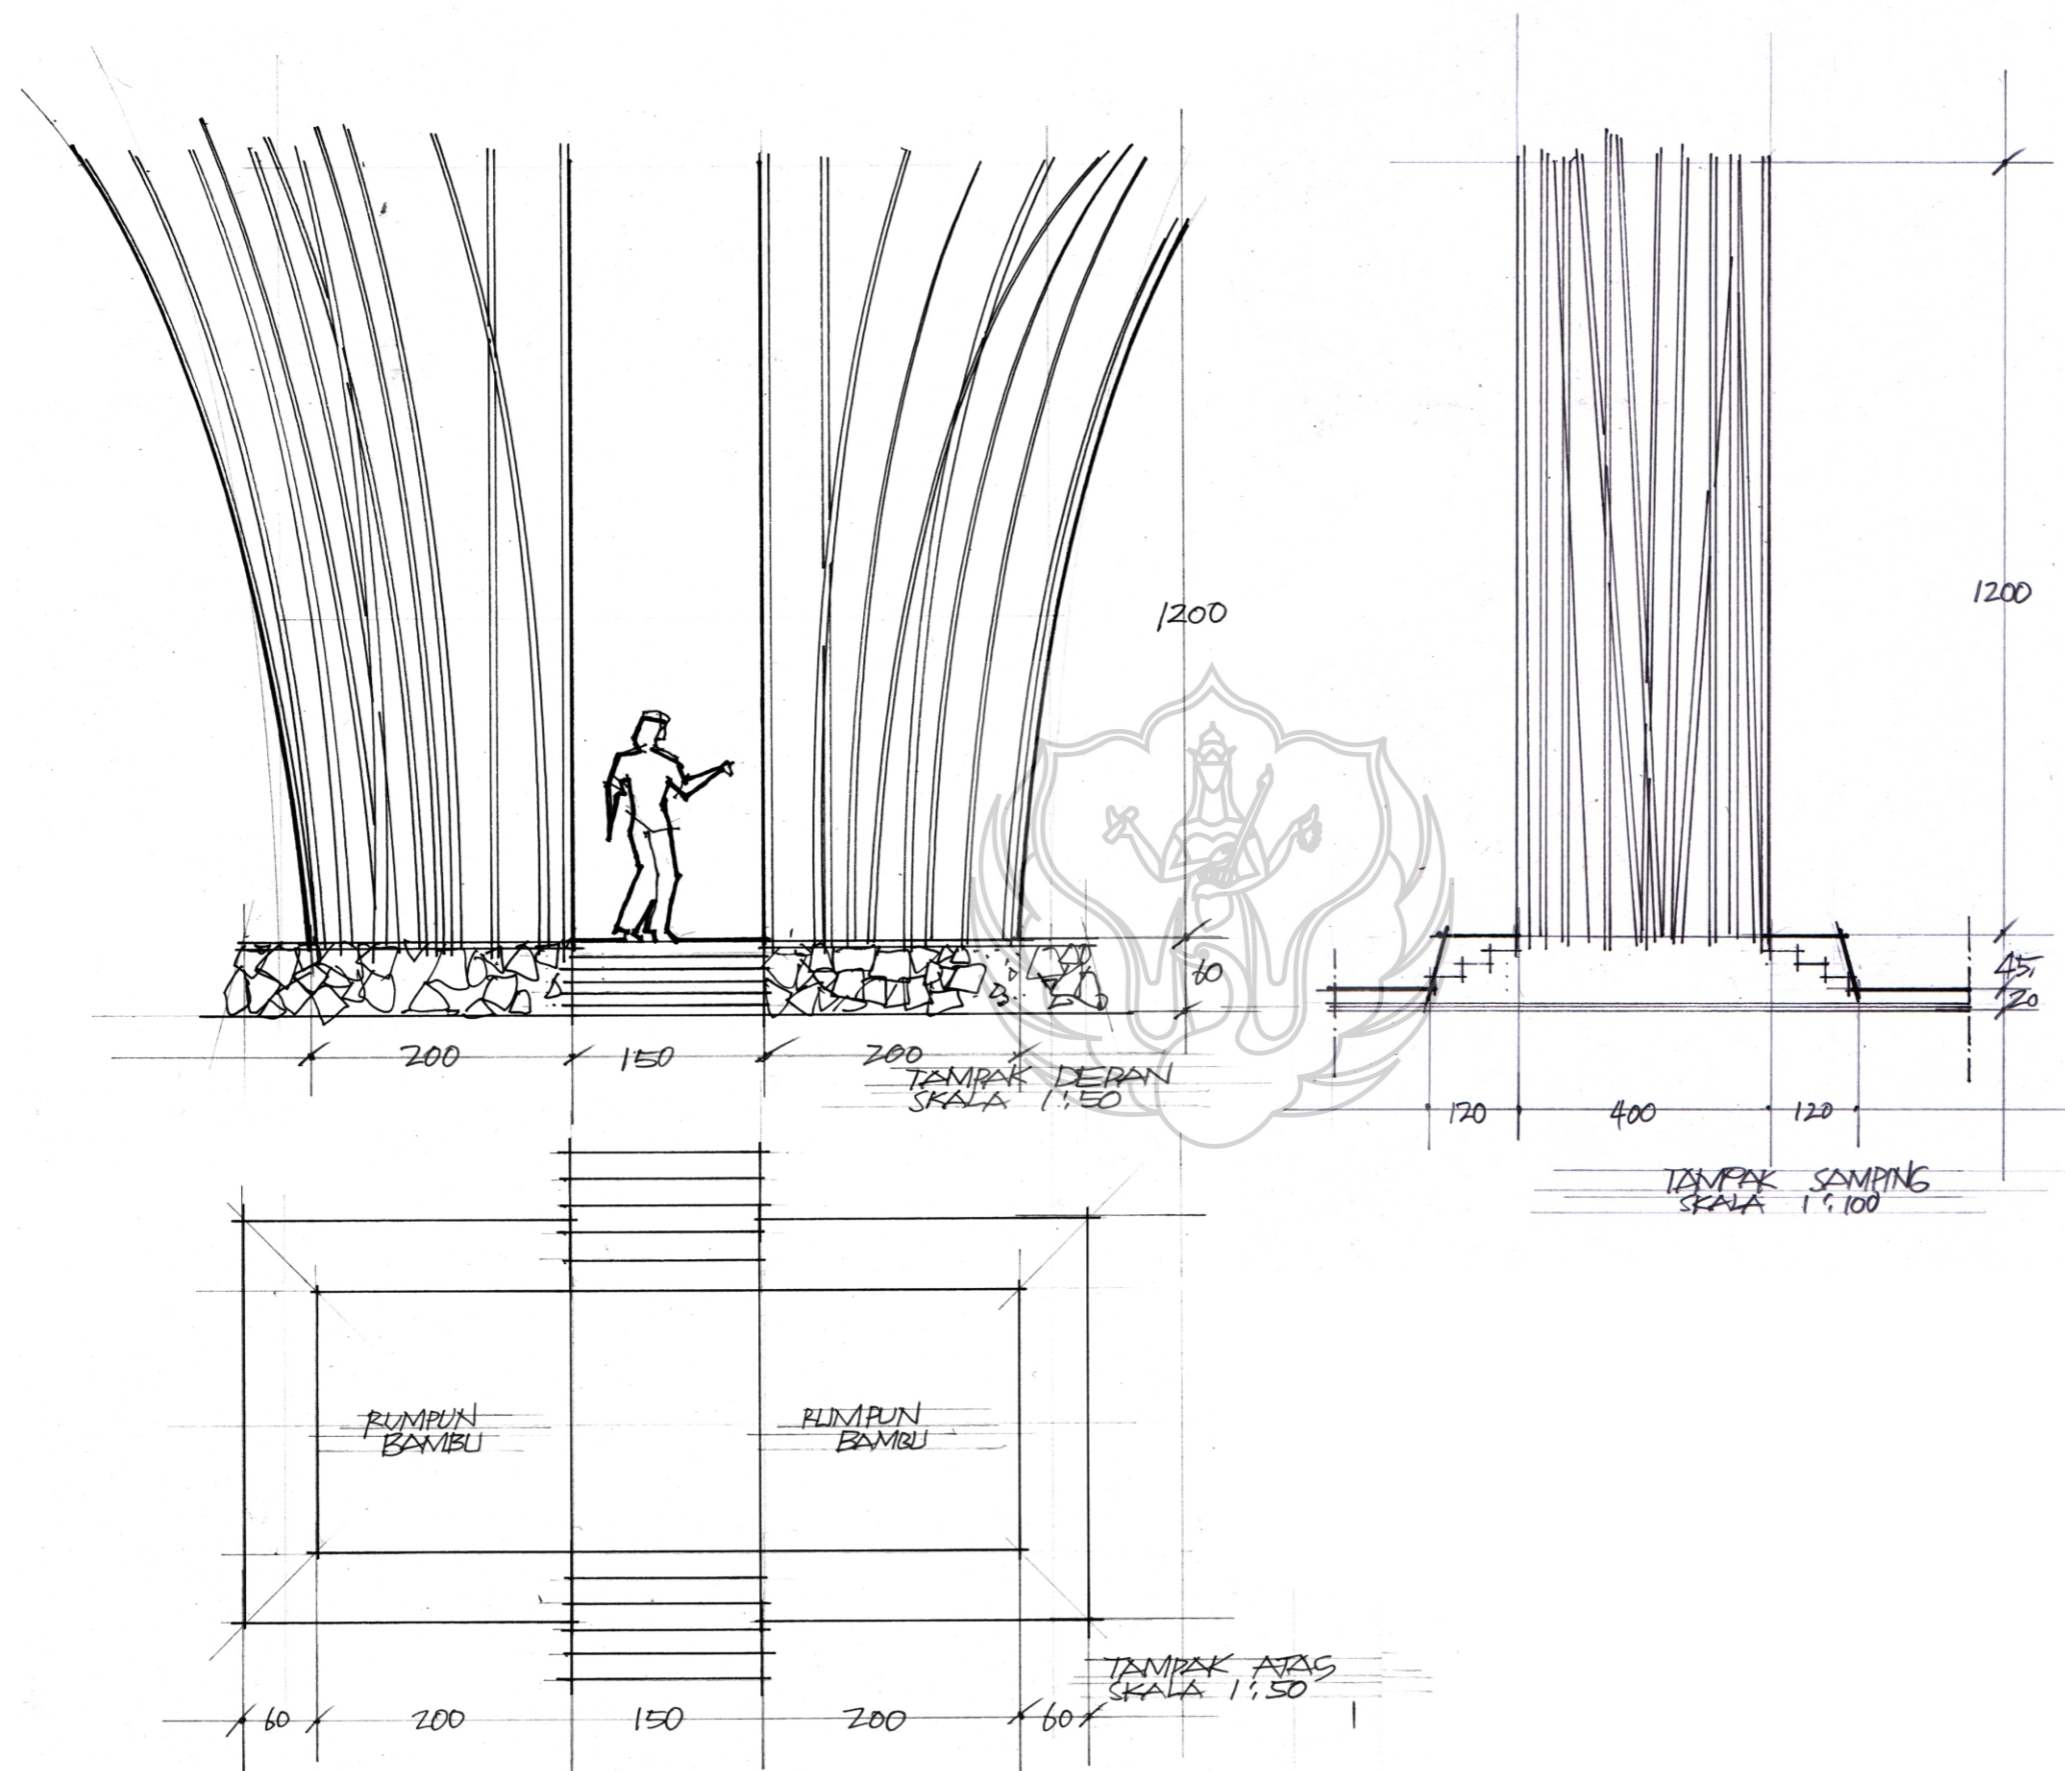 1200
60
200 150 200
TAMPAK DEPAN
SKALA 1:50
1200
45
20
120 400 120
TAMPAK SAMPING
SKALA 1:100
RUMPUN
BAMBU
RUMPUN
BAMBU
TAMPAK ATAS
SKALA 1:50
60 200 150 200 60